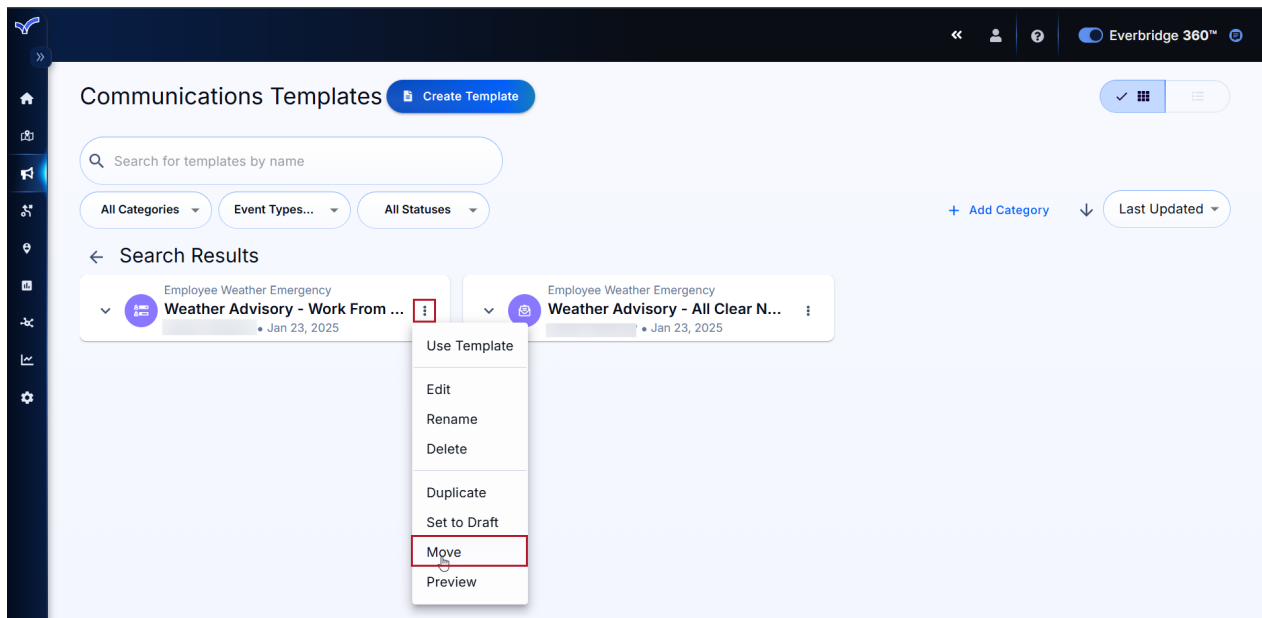 Everbridge 360™
Communications Templates
Create Template
Search for templates by name
All Categories
Event Types...
All Statuses
+ Add Category
Last Updated
Search Results
Employee Weather Emergency
Weather Advisory - Work From ...
• Jan 23, 2025
Employee Weather Emergency
Weather Advisory - All Clear N...
• Jan 23, 2025
Use Template
Edit
Rename
Delete
Duplicate
Set to Draft
Move
Preview